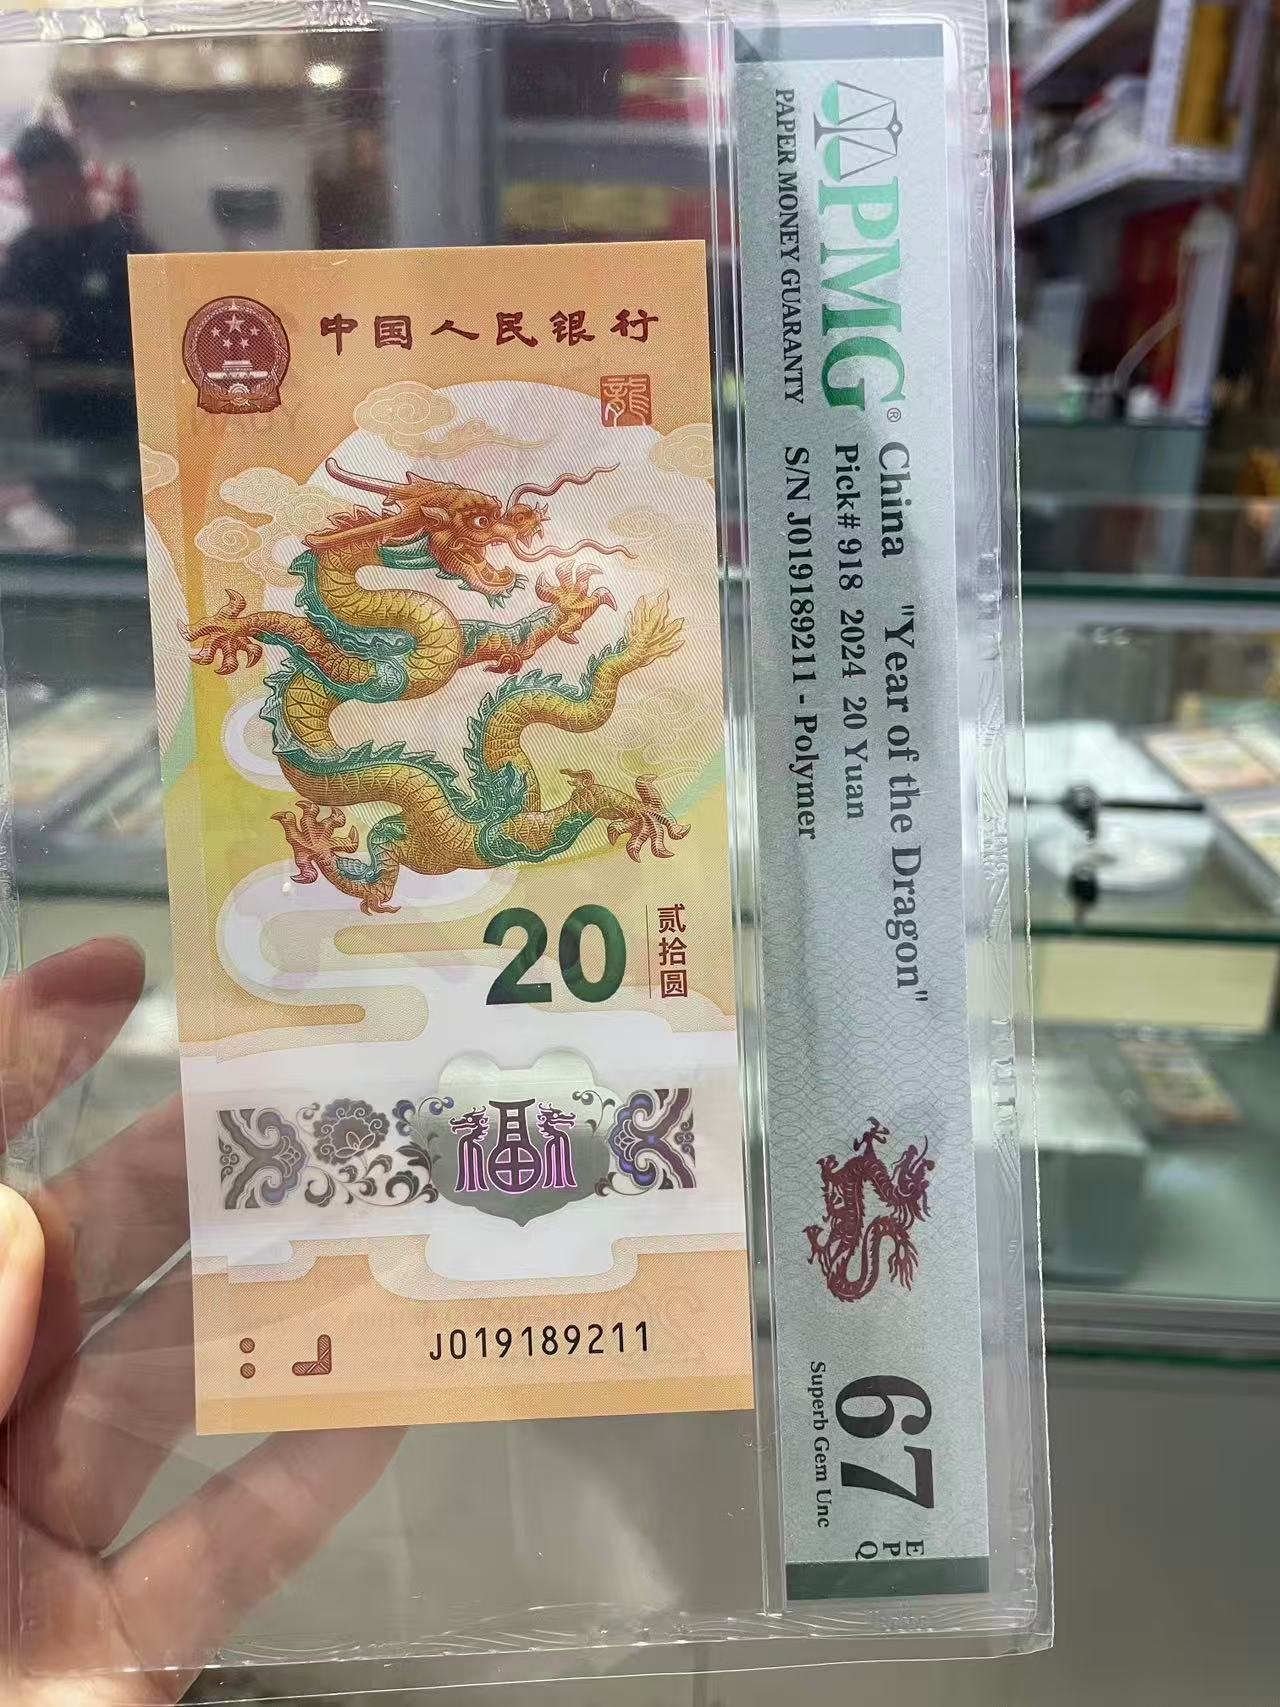 中国人民银行
龍
20
贰拾圆
福
J019189211
PMG®
PAPER MONEY GUARANTY
China "Year of the Dragon"
Pick# 918 2024 20 Yuan
S/N J019189211 - Polymer
67 EPQ
Superb Gem Unc